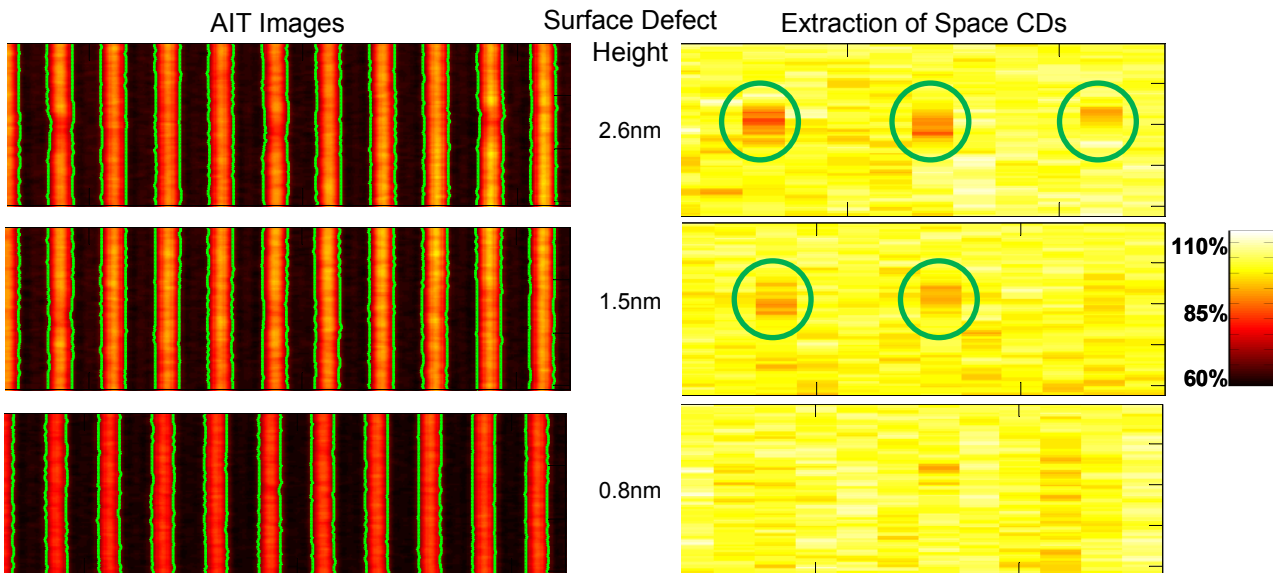 AIT Images
Surface Defect
Height
Extraction of Space CDs
2.6nm
1.5nm
110%
85%
60%
0.8nm